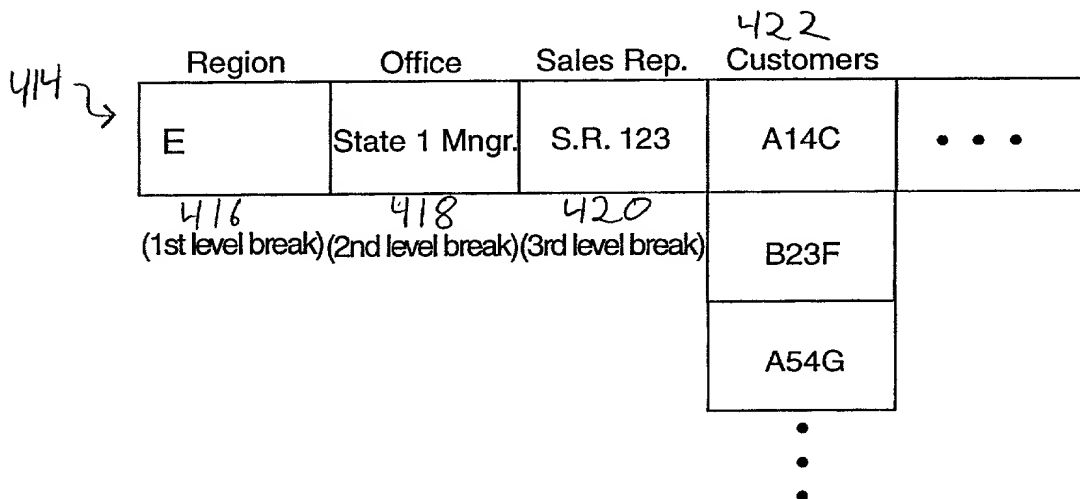 422
Region Office Sales Rep. Customers
414
E State 1 Mngr. S.R. 123 A14C • • •
416 418 420
(1st level break) (2nd level break) (3rd level break)
B23F
A54G
•
•
•